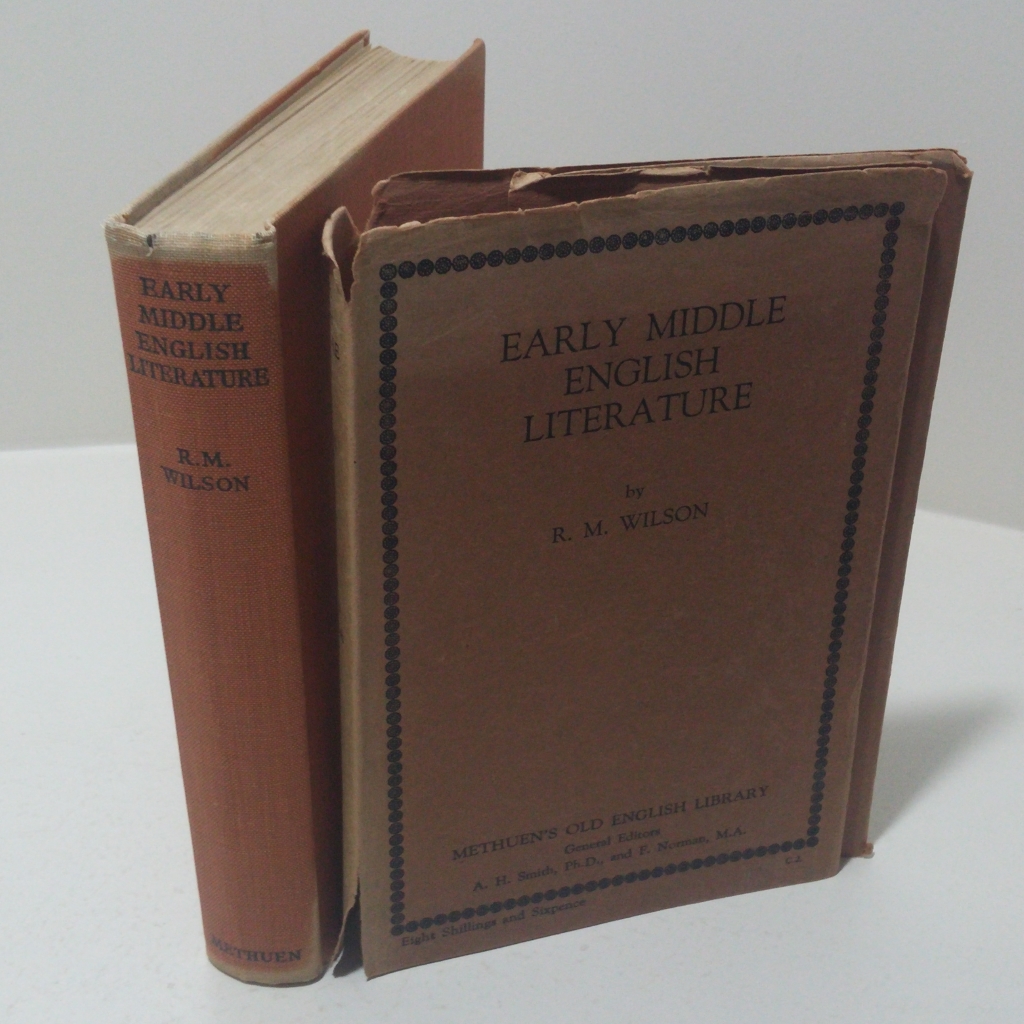 EARLY
MIDDLE
ENGLISH
LITERATURE
R.M.
WILSON
METHUEN
EARLY MIDDLE
ENGLISH
LITERATURE
by
R. M. WILSON
METHUEN'S OLD ENGLISH LIBRARY
General Editors
A. H. Smith, Ph.D., and F. Norman, M.A.
Eight Shillings and Sixpence